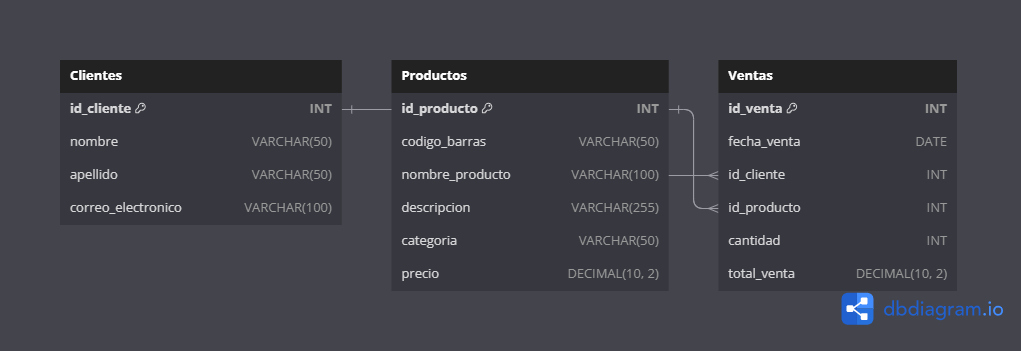 Clientes
id_cliente INT
nombre VARCHAR(50)
apellido VARCHAR(50)
correo_electronico VARCHAR(100)
Productos
id_producto INT
codigo_barras VARCHAR(50)
nombre_producto VARCHAR(100)
descripcion VARCHAR(255)
categoria VARCHAR(50)
precio DECIMAL(10, 2)
Ventas
id_venta INT
fecha_venta DATE
id_cliente INT
id_producto INT
cantidad INT
total_venta DECIMAL(10, 2)
dbdiagram.io